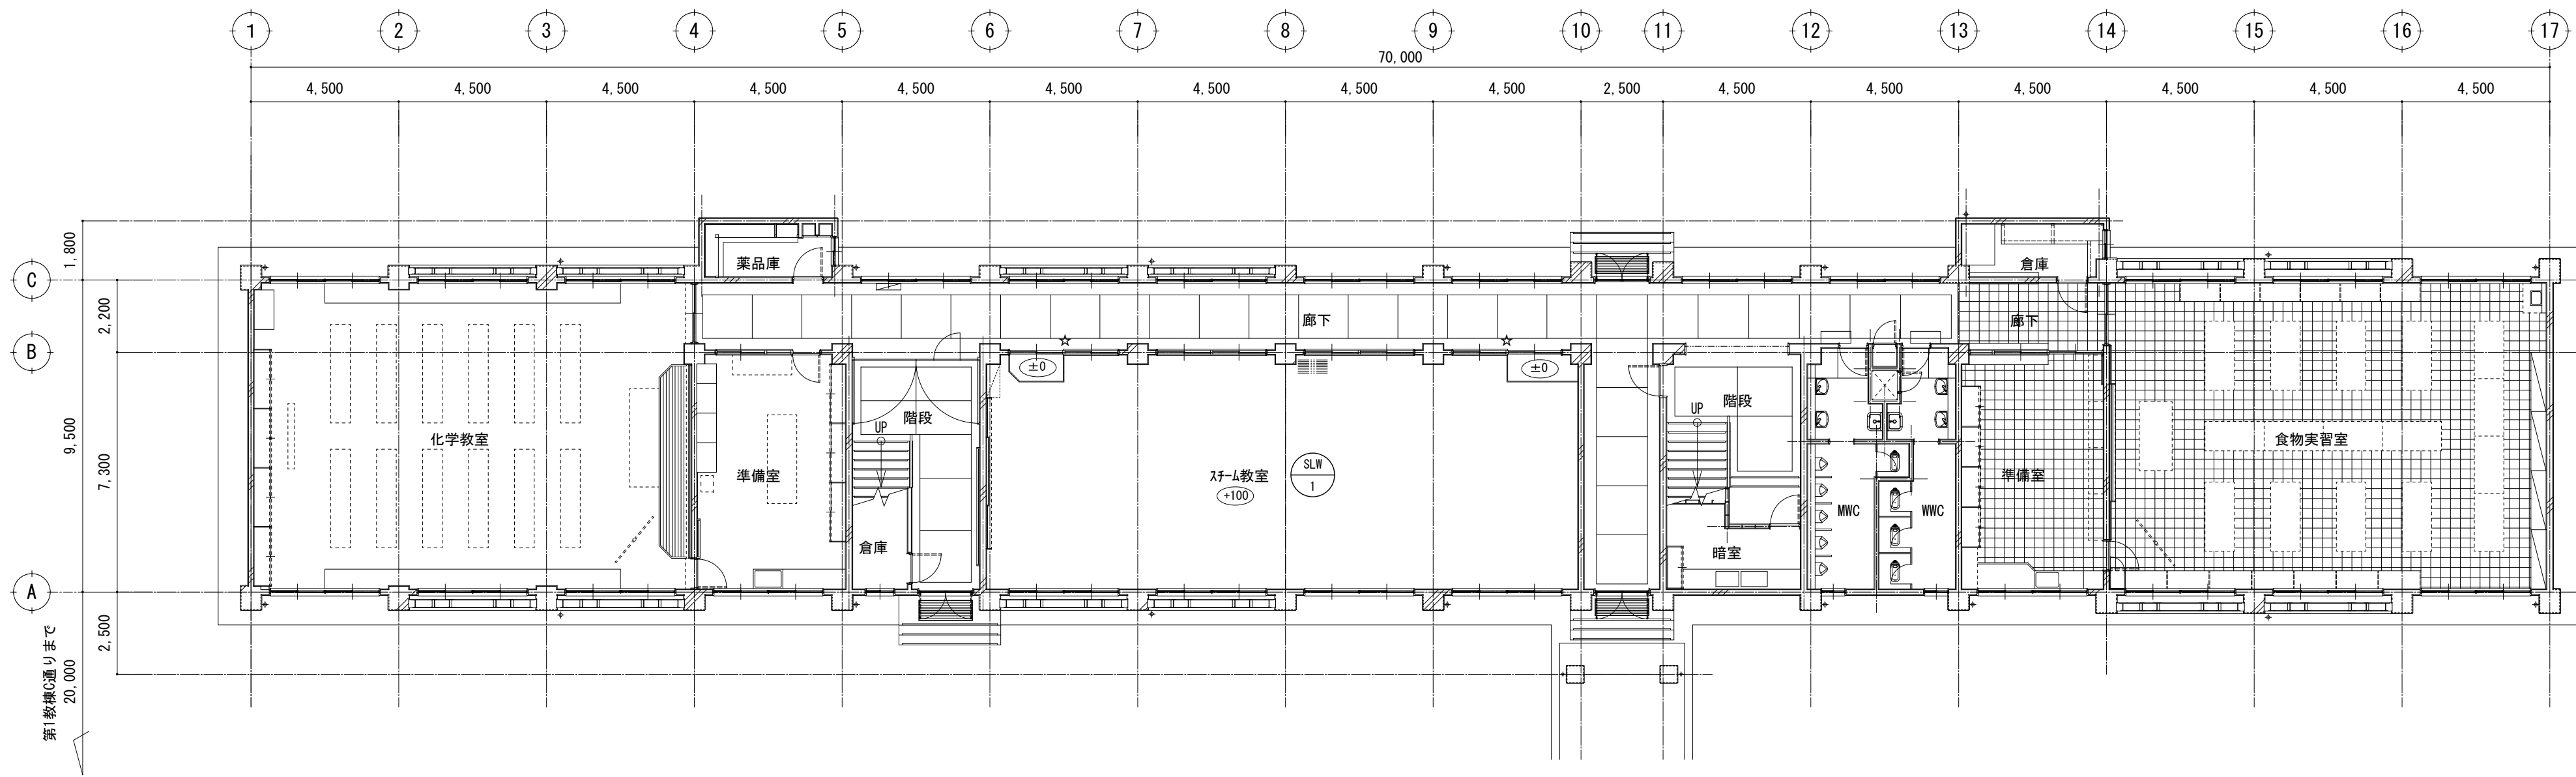 1 2 3 4 5 6 7 8 9 10 11 12 13 14 15 16 17
70,000
4,500 4,500 4,500 4,500 4,500 4,500 4,500 4,500 4,500 2,500 4,500 4,500 4,500 4,500 4,500 4,500
1,800
C
薬品庫
倉庫
2,200
廊下
廊下
☆ ☆
B
±0 ±0
9,500
階段
UP
階段
UP
化学教室
食物実習室
7,300
準備室
ｽﾁｰﾑ教室
+100
SLW
1
準備室
MWC
WWC
倉庫
暗室
A
2,500
第1教棟C通りまで
20,000